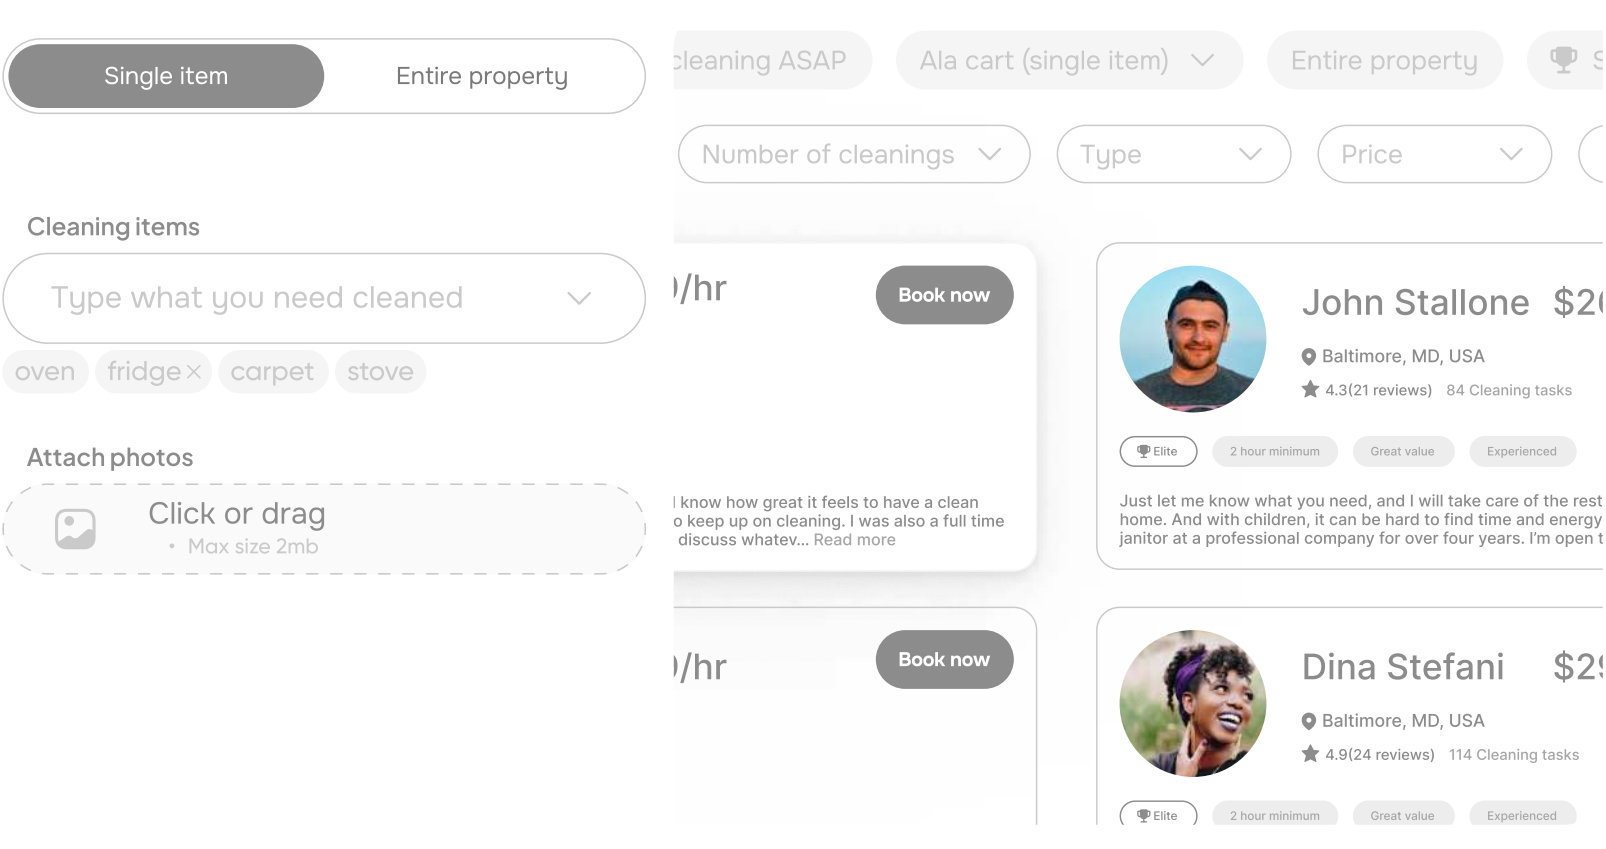 Single item
Entire property
Cleaning items
Type what you need cleaned
oven
fridge
carpet
stove
Attach photos
Click or drag
• Max size 2mb
cleaning ASAP
Ala cart (single item)
Entire property
Number of cleanings
Type
Price
/hr
Book now
I know how great it feels to have a clean
o keep up on cleaning. I was also a full time
discuss whatev... Read more
/hr
Book now
John Stallone $2
Baltimore, MD, USA
4.3(21 reviews) 84 Cleaning tasks
Elite
2 hour minimum
Great value
Experienced
Just let me know what you need, and I will take care of the rest
home. And with children, it can be hard to find time and energy
janitor at a professional company for over four years. I'm open t
Dina Stefani $29
Baltimore, MD, USA
4.9(24 reviews) 114 Cleaning tasks
Elite
2 hour minimum
Great value
Experienced